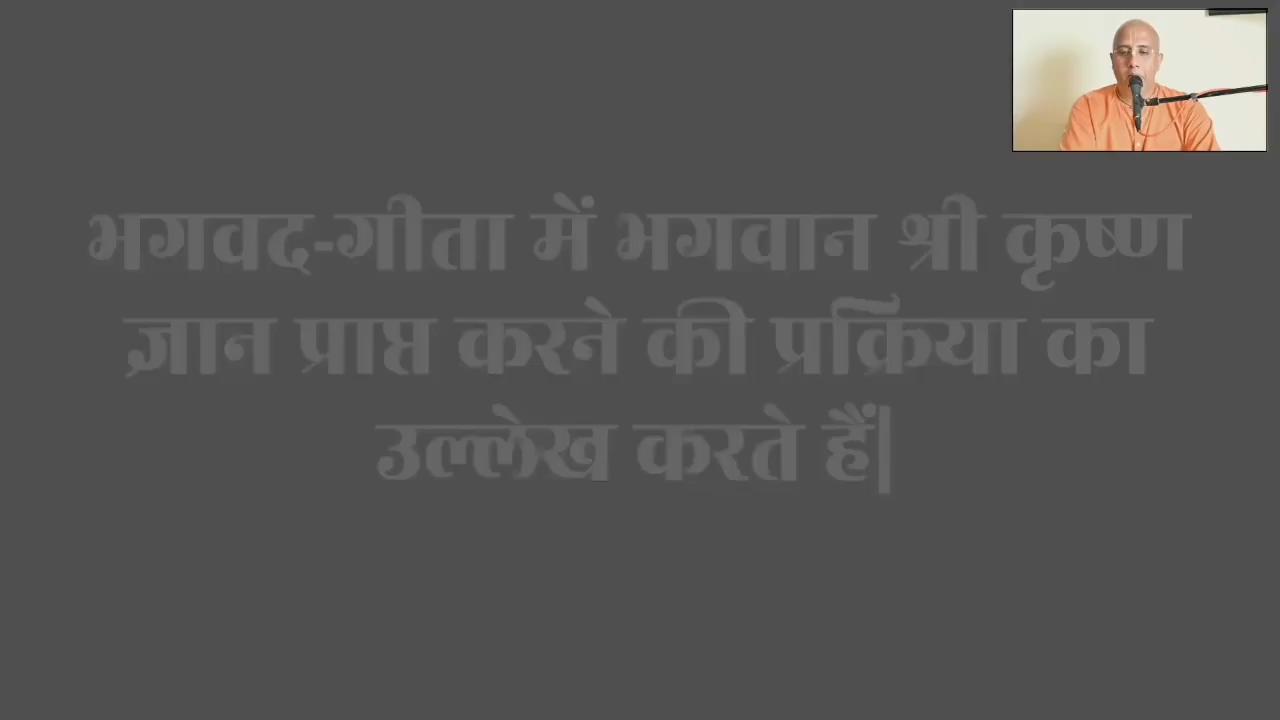 भगवद-गीता में भगवान श्री कृष्ण
ज्ञान प्राप्त करने की प्रक्रिया का
उल्लेख करते हैं|